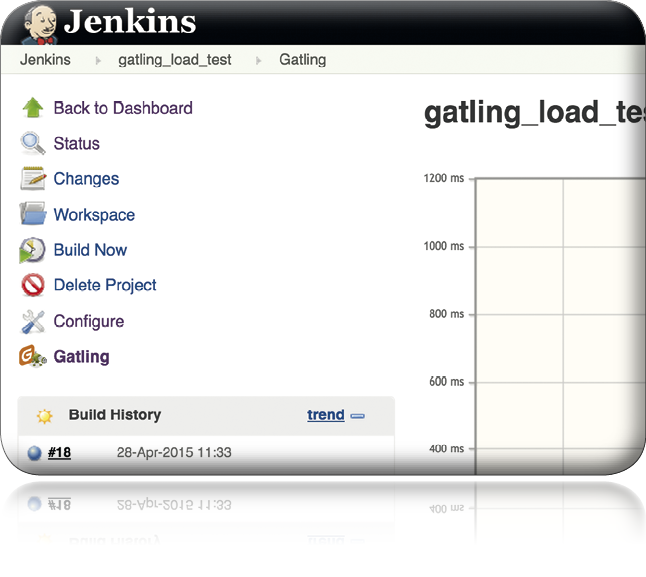 Jenkins
Jenkins gatling_load_test Gatling
Back to Dashboard
Status
Changes
Workspace
Build Now
Delete Project
Configure
Gatling
Build History trend
#18 28-Apr-2015 11:33
gatling_load_te
1200 ms
1000 ms
800 ms
600 ms
400 ms